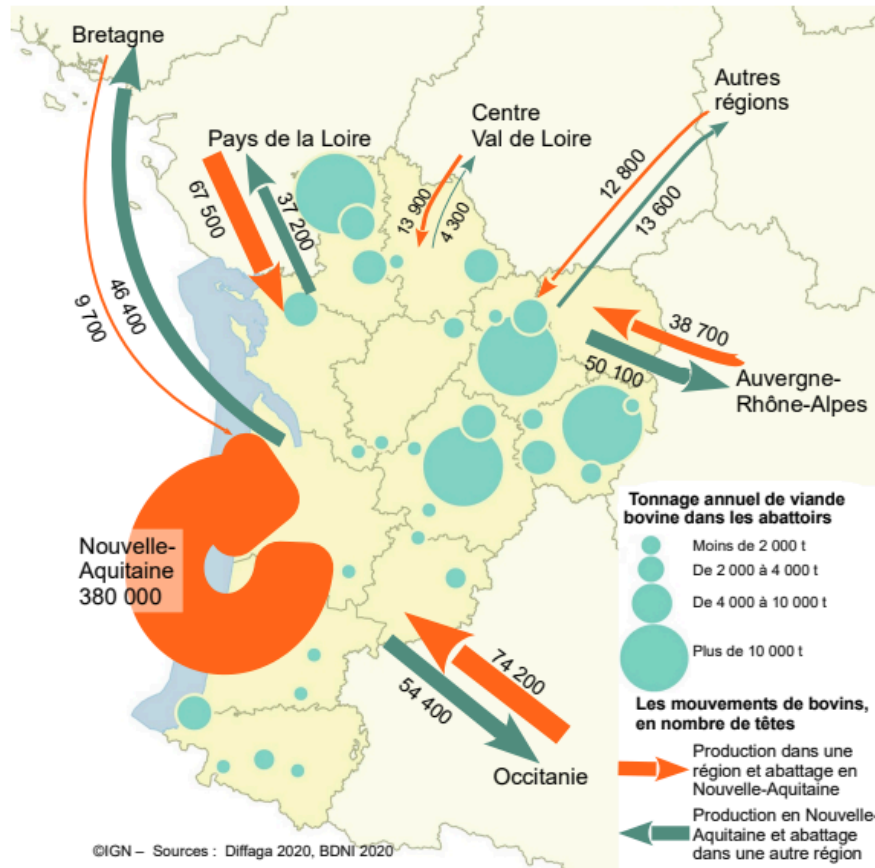 Bretagne
Autres
régions
Centre
Val de Loire
Pays de la Loire
12 800
13 600
13 900
4 300
67 500
37 200
46 400
9 700
38 700
50 100
Auvergne-
Rhône-Alpes
Nouvelle-
Aquitaine
380 000
74 200
54 400
Occitanie
Tonnage annuel de viande
bovine dans les abattoirs
Moins de 2 000 t
De 2 000 à 4 000 t
De 4 000 à 10 000 t
Plus de 10 000 t
Les mouvements de bovins,
en nombre de têtes
Production dans une
région et abattage en
Nouvelle-Aquitaine
Production en Nouvelle-
Aquitaine et abattage
dans une autre région
©IGN – Sources : Diffaga 2020, BDNI 2020